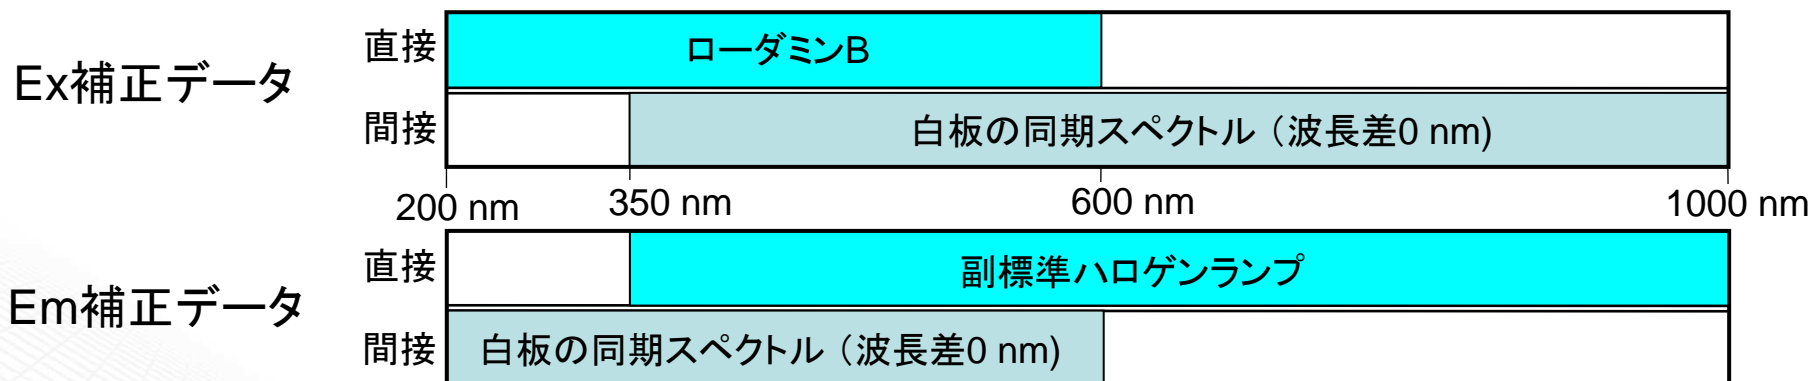 Ex補正データ
直接
ローダミンB
間接
白板の同期スペクトル（波長差0 nm)
200 nm
350 nm
600 nm
1000 nm
Em補正データ
直接
副標準ハロゲンランプ
間接
白板の同期スペクトル（波長差0 nm)